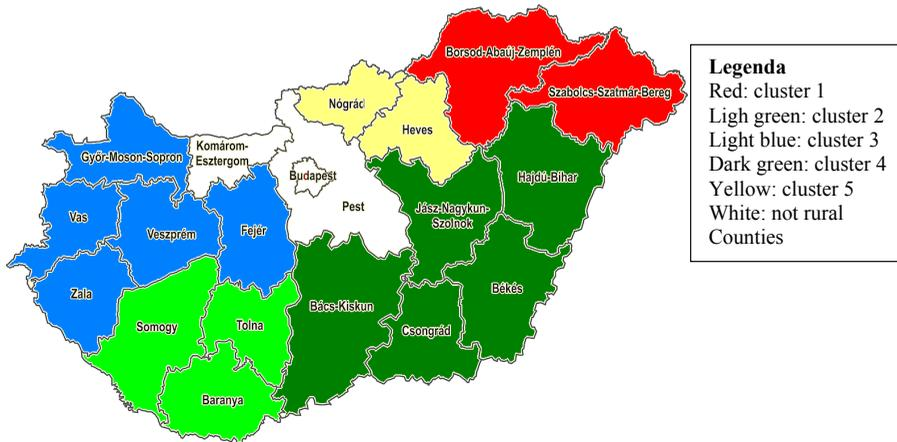 Borsod-Abaúj-Zemplén
Szabolcs-Szatmár-Bereg
Nógrád
Heves
Győr-Moson-Sopron
Komárom-
Esztergom
Budapest
Hajdú-Bihar
Pest
Jász-Nagykun-
Szolnok
Vas
Veszprém
Fejér
Zala
Békés
Bács-Kiskun
Somogy
Tolna
Csongrád
Baranya
Legenda
Red: cluster 1
Ligh green: cluster 2
Light blue: cluster 3
Dark green: cluster 4
Yellow: cluster 5
White: not rural
Counties